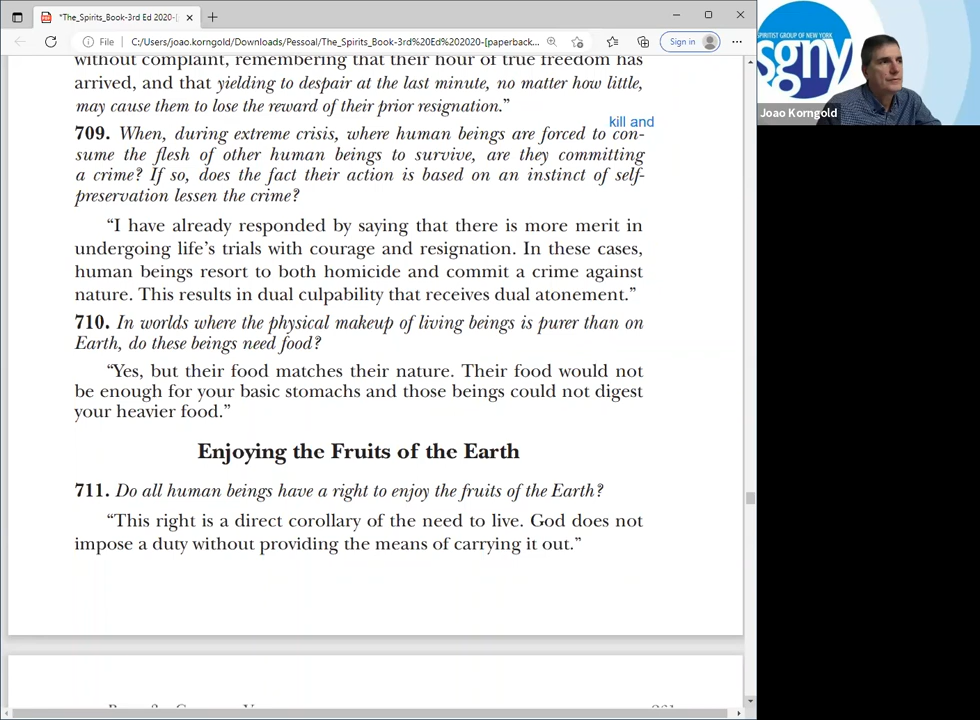 *The_Spirits_Book-3rd Ed 2020-[
File
C:/Users/joao.korngold/Downloads/Pessoal/The_Spirits_Book-3rd%20Ed%202020-[paperback...
Sign in
SPIRITIST GROUP OF NEW YORK
sgny
Joao Korngold
without complaint, remembering that their hour of true freedom has
arrived, and that yielding to despair at the last minute, no matter how little,
may cause them to lose the reward of their prior resignation.”
kill and
709. When, during extreme crisis, where human beings are forced to con-
sume the flesh of other human beings to survive, are they committing
a crime? If so, does the fact their action is based on an instinct of self-
preservation lessen the crime?
“I have already responded by saying that there is more merit in
undergoing life’s trials with courage and resignation. In these cases,
human beings resort to both homicide and commit a crime against
nature. This results in dual culpability that receives dual atonement.”
710. In worlds where the physical makeup of living beings is purer than on
Earth, do these beings need food?
“Yes, but their food matches their nature. Their food would not
be enough for your basic stomachs and those beings could not digest
your heavier food.”
Enjoying the Fruits of the Earth
711. Do all human beings have a right to enjoy the fruits of the Earth?
“This right is a direct corollary of the need to live. God does not
impose a duty without providing the means of carrying it out.”